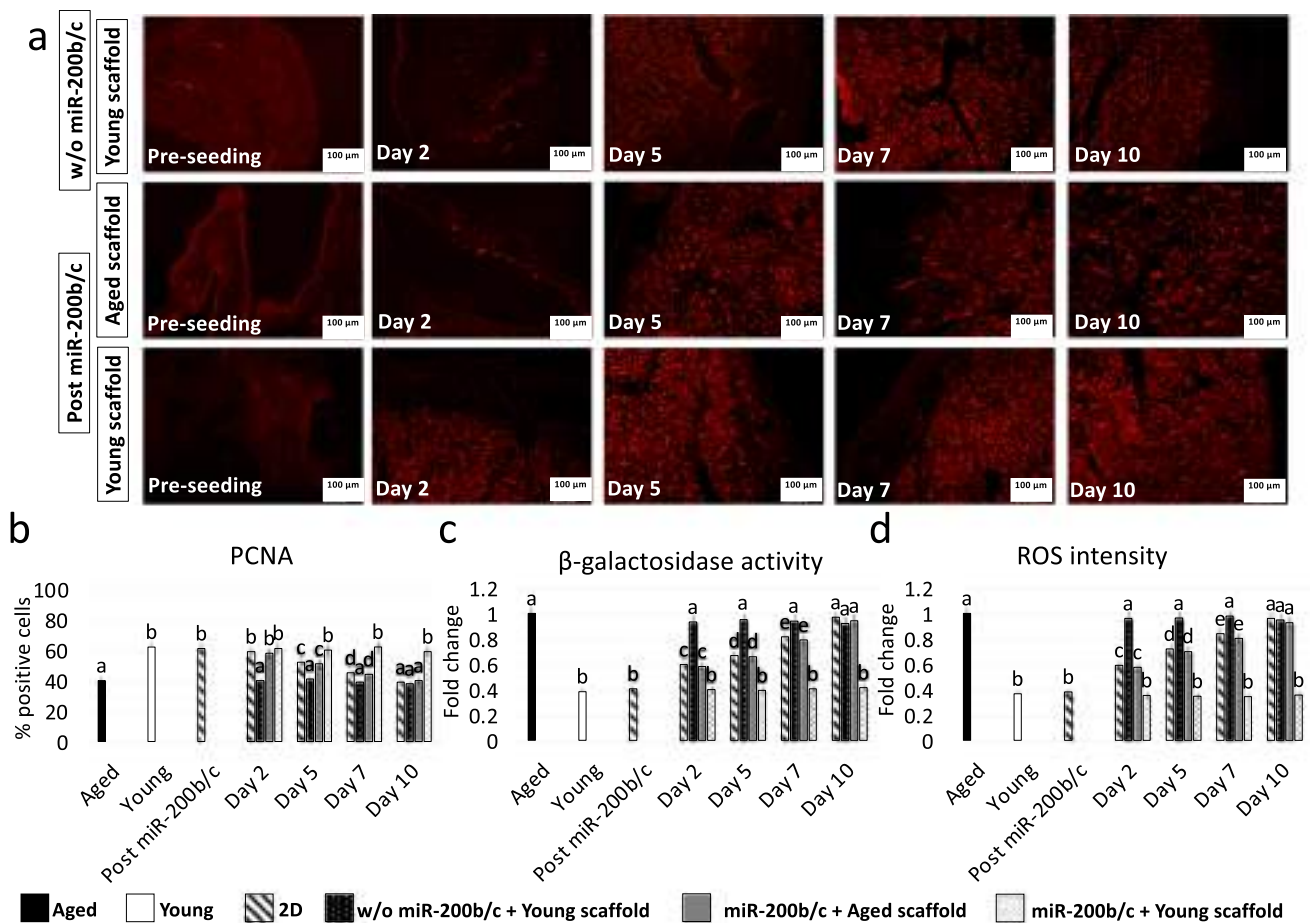 a
w/o miR-200b/c
Young scaffold
Pre-seeding
100 µm
Day 2
100 µm
Day 5
100 µm
Day 7
100 µm
Day 10
100 µm
Post miR-200b/c
Aged scaffold
Pre-seeding
100 µm
Day 2
100 µm
Day 5
100 µm
Day 7
100 µm
Day 10
100 µm
Young scaffold
Pre-seeding
100 µm
Day 2
100 µm
Day 5
100 µm
Day 7
100 µm
Day 10
100 µm
b
PCNA
% positive cells
100
80
60
40
20
0
a
b
b
b a b b
c a c b
d a d b
a a a b
Aged
Young
Post miR-200b/c
Day 2
Day 5
Day 7
Day 10
c
β-galactosidase activity
Fold change
1.2
1
0.8
0.6
0.4
0.2
0
a
b
b
c a c b
d a d b
e a e b
a a a b
Aged
Young
Post miR-200b/c
Day 2
Day 5
Day 7
Day 10
d
ROS intensity
Fold change
1.2
1
0.8
0.6
0.4
0.2
0
a
b
b
c a c b
d a d b
e a e b
a a a b
Aged
Young
Post miR-200b/c
Day 2
Day 5
Day 7
Day 10
Aged
Young
2D
w/o miR-200b/c + Young scaffold
miR-200b/c + Aged scaffold
miR-200b/c + Young scaffold